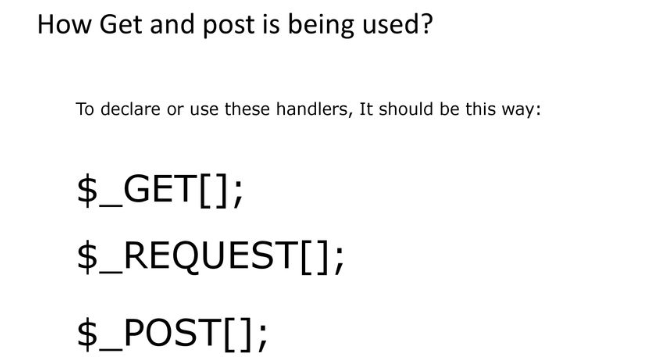 How Get and post is being used?
To declare or use these handlers, It should be this way:
$_GET[];
$_REQUEST[];
$_POST[];